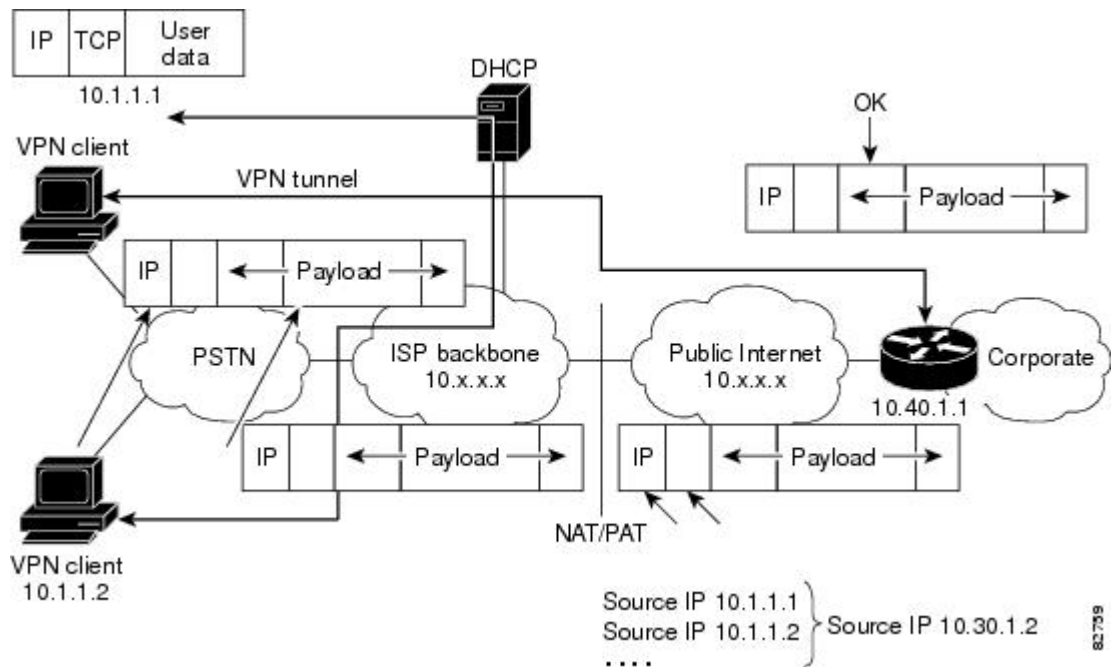 IP TCP User data
10.1.1.1
DHCP
OK
VPN client
VPN tunnel
IP Payload
IP Payload
PSTN
ISP backbone
10.x.x.x
Public Internet
10.x.x.x
Corporate
10.40.1.1
IP Payload
IP Payload
NAT/PAT
VPN client
10.1.1.2
Source IP 10.1.1.1
Source IP 10.1.1.2
....
Source IP 10.30.1.2
82759